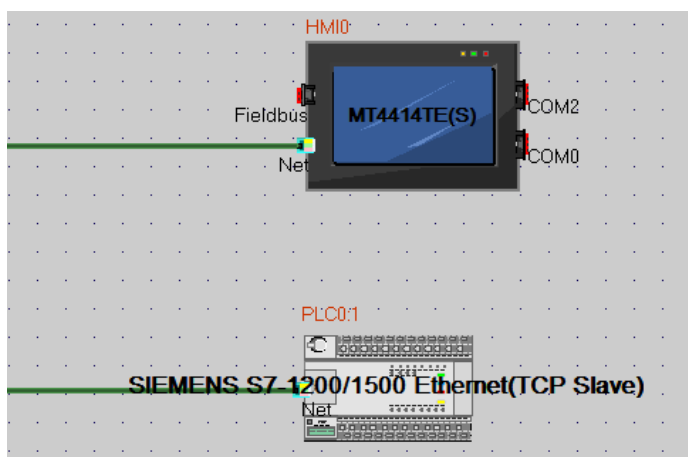 HMI0
Fieldbus
MT4414TE(S)
COM2
COM0
Net
PLC0:1
SIEMENS S7-1200/1500 Ethernet(TCP Slave)
Net